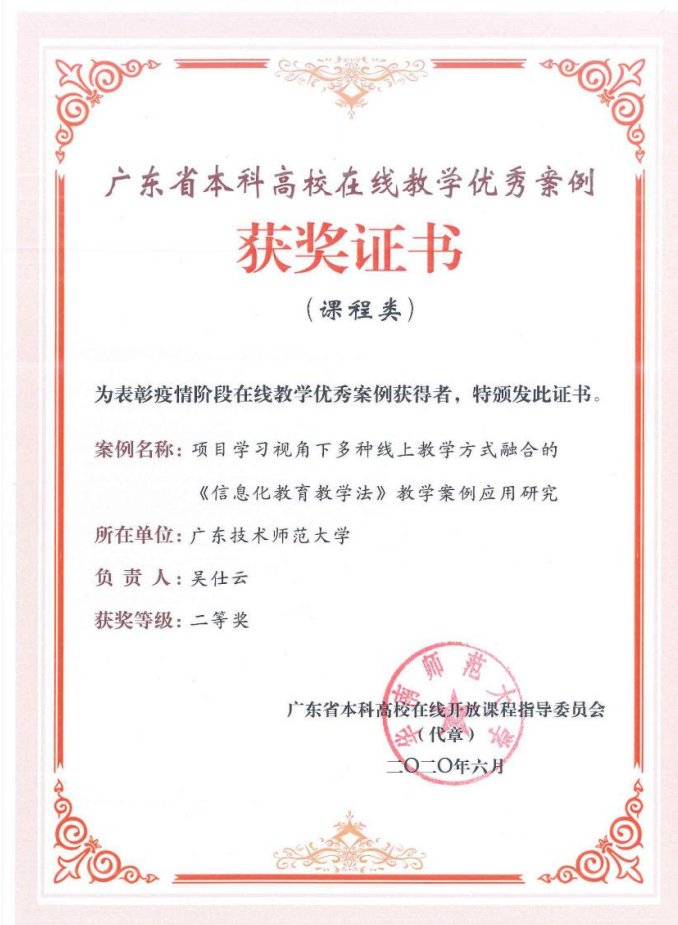 广东省本科高校在线教学优秀案例
获奖证书
（课程类）
为表彰疫情阶段在线教学优秀案例获得者，特颁发此证书。
案例名称：项目学习视角下多种线上教学方式融合的
《信息化教育教学法》教学案例应用研究
所在单位：广东技术师范大学
负 责 人：吴仕云
获奖等级：二等奖
华南师范大学
广东省本科高校在线开放课程指导委员会
（代章）
二〇二〇年六月